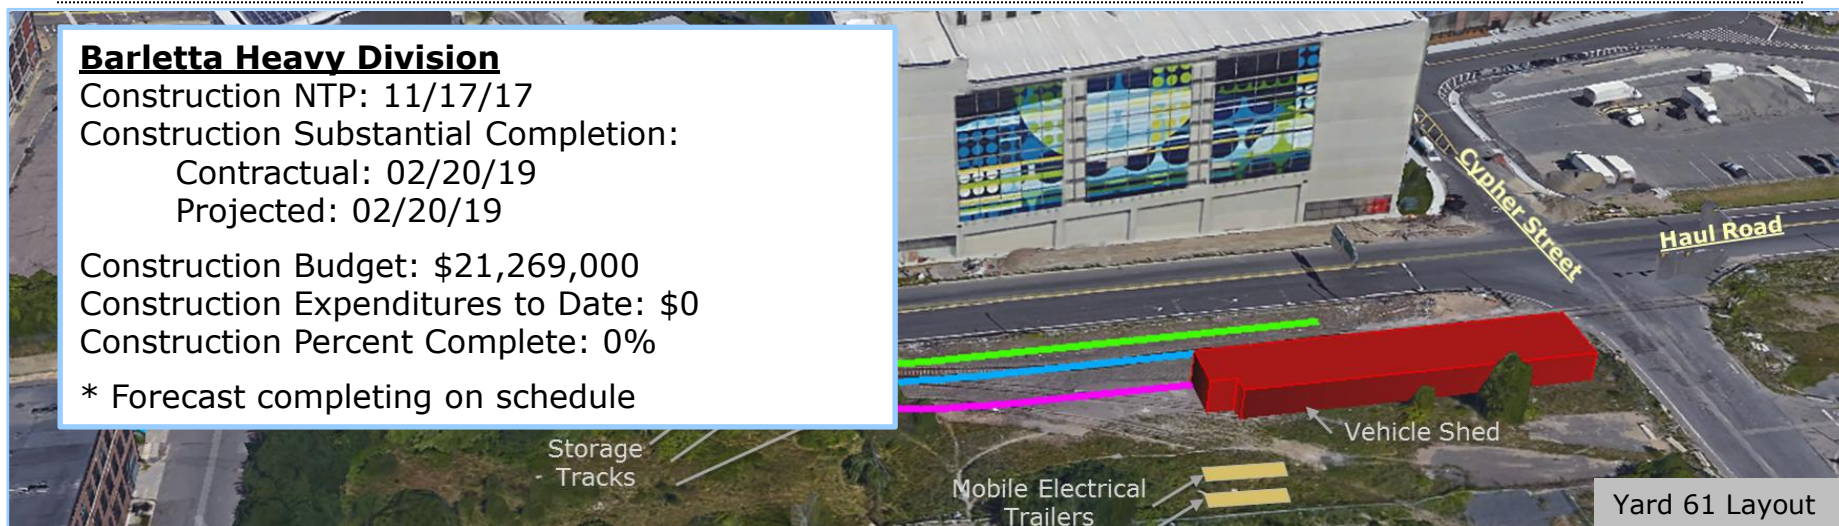 Barletta Heavy Division
Construction NTP: 11/17/17
Construction Substantial Completion:
Contractual: 02/20/19
Projected: 02/20/19
Construction Budget: $21,269,000
Construction Expenditures to Date: $0
Construction Percent Complete: 0%
* Forecast completing on schedule
Cypher Street
Haul Road
Vehicle Shed
Storage
Tracks
Mobile Electrical
Trailers
Yard 61 Layout